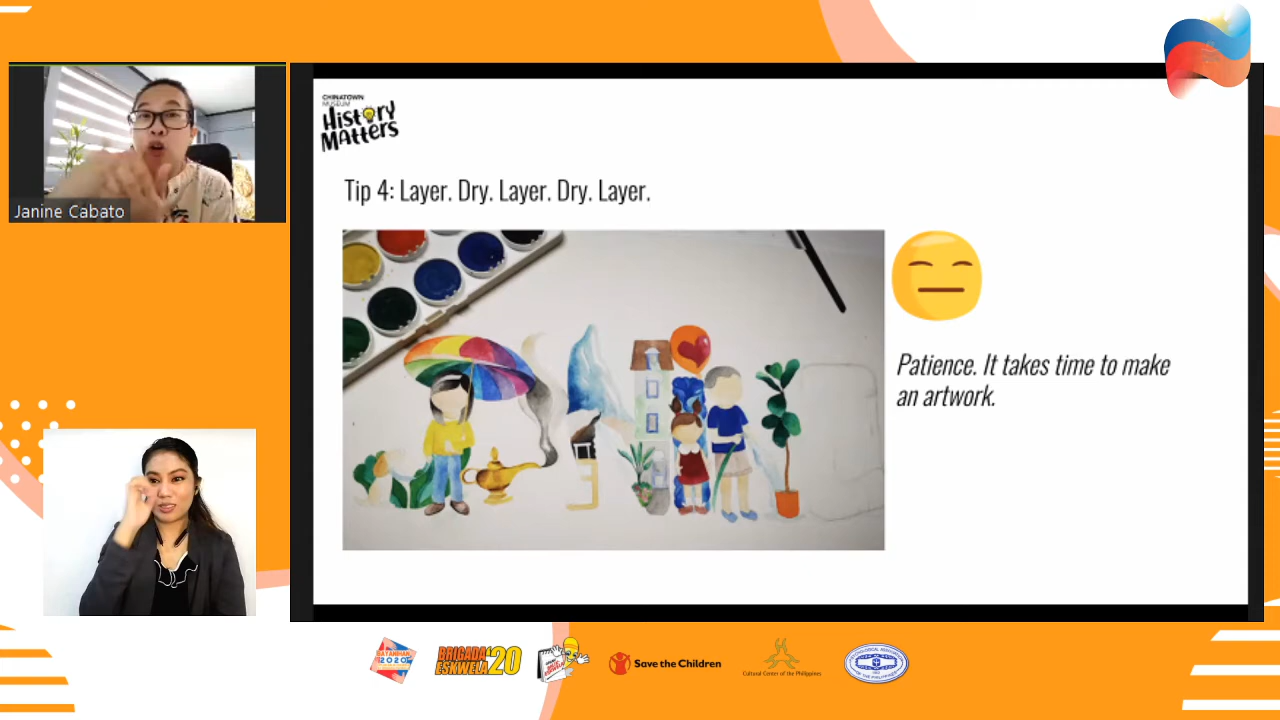 CHINATOWN
MUSEUM
History
Matters
Tip 4: Layer. Dry. Layer. Dry. Layer.
Patience. It takes time to make
an artwork.
Janine Cabato
2020
BRIGADA '20
ESKWELA
Save the Children
Cultural Center of the Philippines